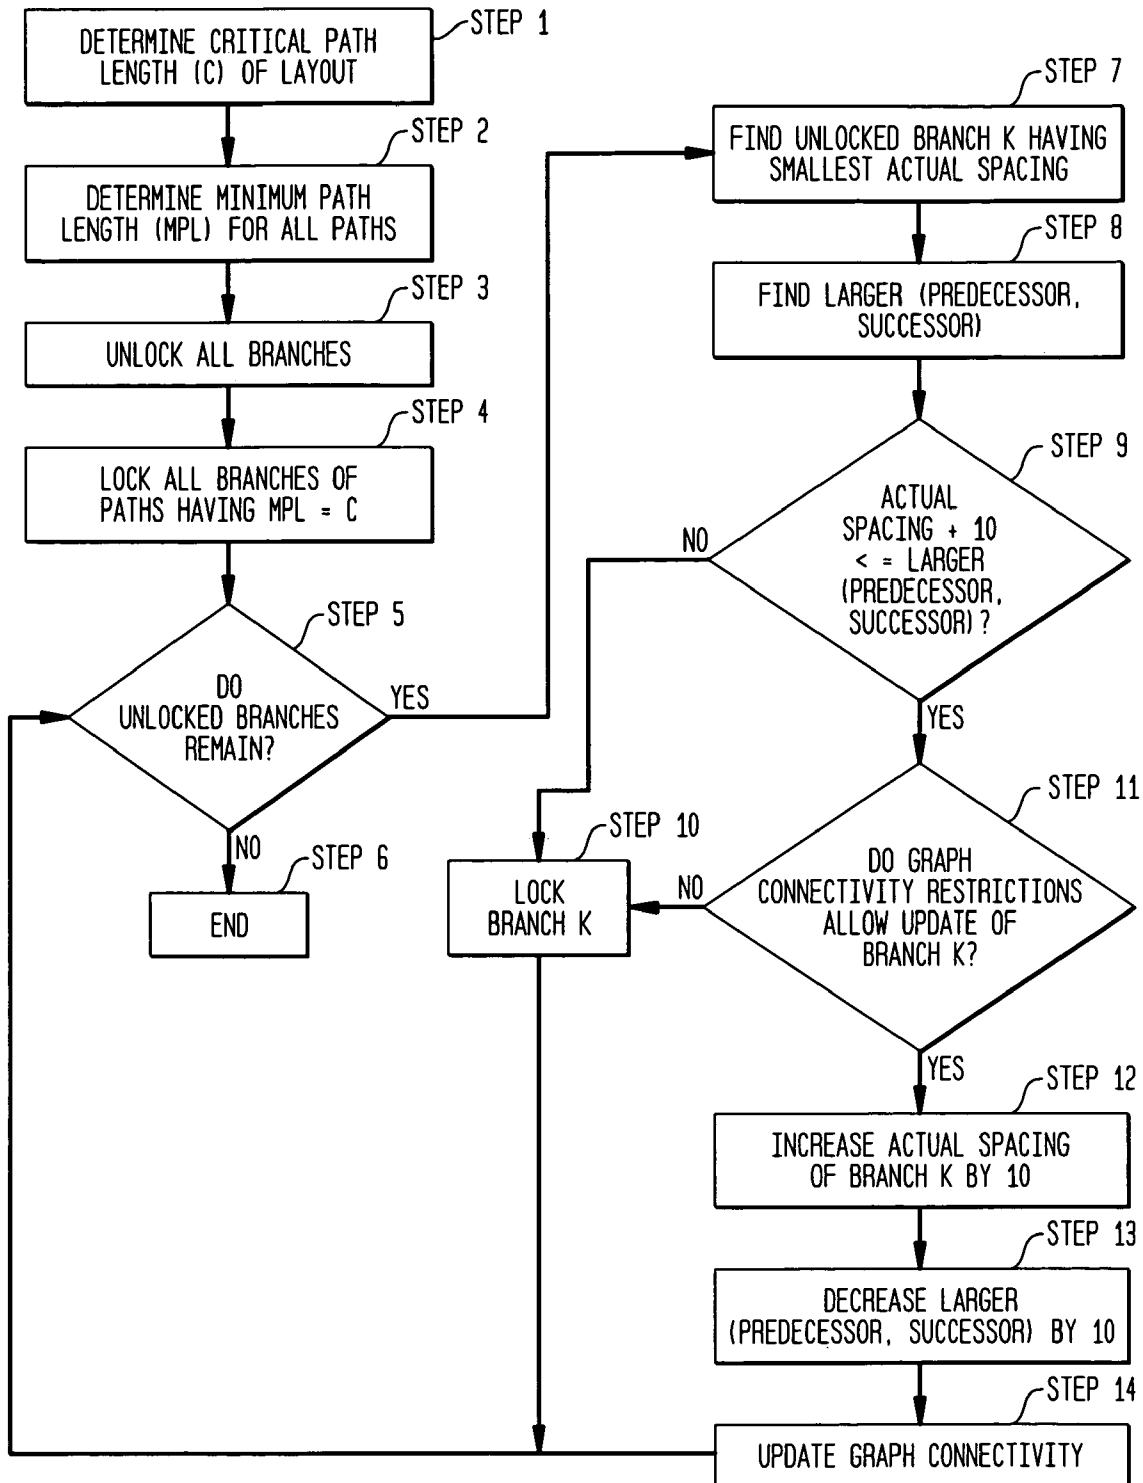 STEP 1
DETERMINE CRITICAL PATH
LENGTH (C) OF LAYOUT
STEP 2
DETERMINE MINIMUM PATH
LENGTH (MPL) FOR ALL PATHS
STEP 3
UNLOCK ALL BRANCHES
STEP 4
LOCK ALL BRANCHES OF
PATHS HAVING MPL = C
STEP 5
DO
UNLOCKED BRANCHES
REMAIN?
YES
NO
STEP 6
END
STEP 7
FIND UNLOCKED BRANCH K HAVING
SMALLEST ACTUAL SPACING
STEP 8
FIND LARGER (PREDECESSOR,
SUCCESSOR)
STEP 9
ACTUAL
SPACING + 10
< = LARGER
(PREDECESSOR,
SUCCESSOR)?
NO
YES
STEP 10
LOCK
BRANCH K
STEP 11
DO GRAPH
CONNECTIVITY RESTRICTIONS
ALLOW UPDATE OF
BRANCH K?
NO
YES
STEP 12
INCREASE ACTUAL SPACING
OF BRANCH K BY 10
STEP 13
DECREASE LARGER
(PREDECESSOR, SUCCESSOR) BY 10
STEP 14
UPDATE GRAPH CONNECTIVITY